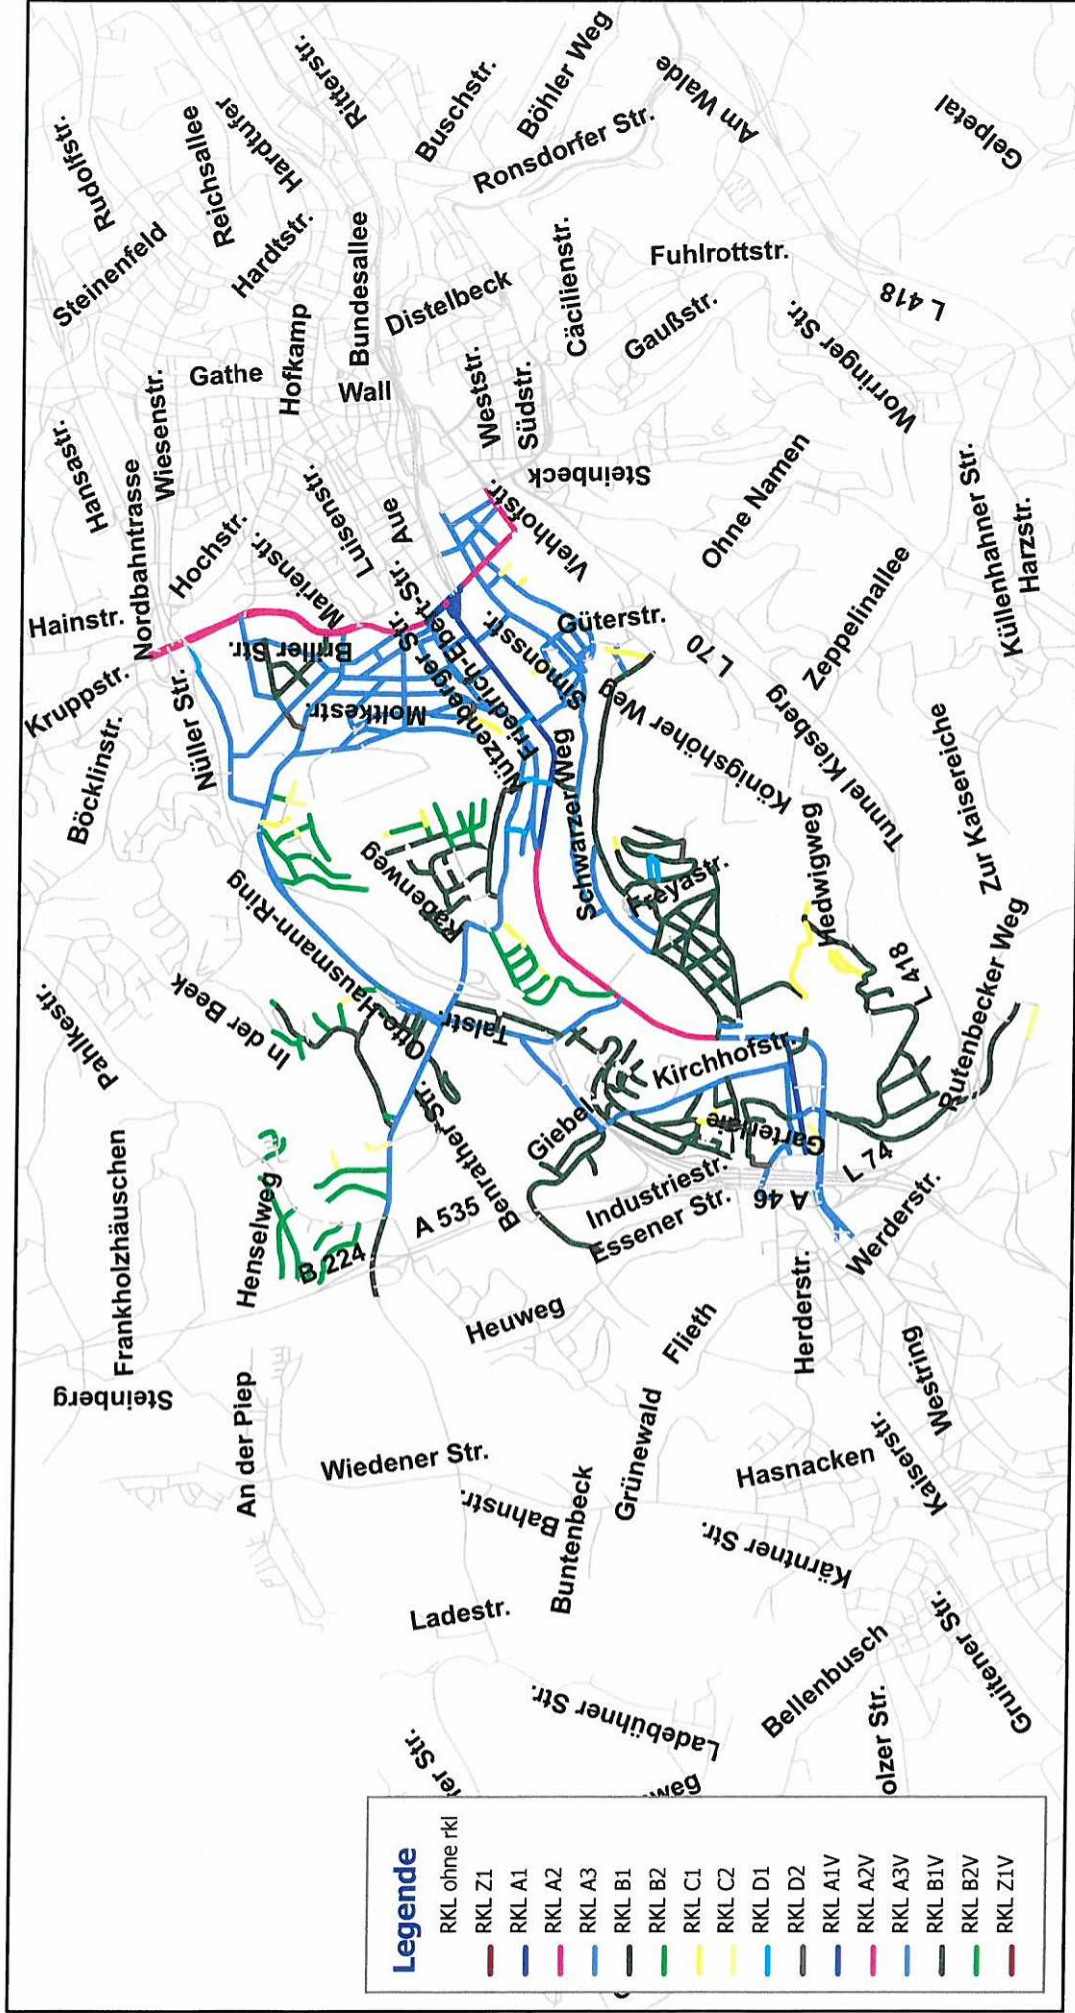 Rudolfstr.
Steinenfeld
Reichsallee
Hardtufer
Ritterstr.
Hardtstr.
Buschstr.
Böhler Weg
Ronsdorfer Str.
Am Walde
Gelpetal
Bundesallee
Distelbeck
Cäcilienstr.
Fuhlrottstr.
L 418
Gaußstr.
Worringer Str.
Hansastr.
Wiesenstr.
Gathe
Hofkamp
Wall
Weststr.
Südstr.
Steinbeck
Ohne Namen
Küllenhahner Str.
Harzstr.
Hainstr.
Nordbahntrasse
Hochstr.
Marienstr.
Luisenstr.
Aue
Viehhofstr.
Güterstr.
L 70
Zeppelinallee
Kruppstr.
Böcklinstr.
Nüller Str.
Briller Str.
Moltkestr.
Nützenberger Str.
Friedrich-Ebert-Str.
Simonsstr.
Königshöher Weg
Tunnel Kiesberg
Zur Kaisereiche
Otto-Hausmann-Ring
Rabenweg
Schwarzer Weg
Freyastr.
Hedwigweg
L 418
Rutenbecker Weg
Pahlkestr.
In der Beek
Talstr.
Kirchhofstr.
Giebel
Gartenlaie
Benrather Str.
Industriestr.
Essener Str.
A 46
L 74
Werderstr.
Frankholzhäuschen
Henselweg
B 224
A 535
Steinberg
An der Piep
Wiedener Str.
Heuweg
Flieth
Herderstr.
Westring
Bahnstr.
Buntenbeck
Grünewald
Hasnacken
Kaiserstr.
Kärntner Str.
Ladestr.
Ladebühner Str.
Bellenbusch
Gruitener Str.
fer Str.
weg
olzer Str.
Legende
RKL ohne rkl
RKL Z1
RKL A1
RKL A2
RKL A3
RKL B1
RKL B2
RKL C1
RKL C2
RKL D1
RKL D2
RKL A1V
RKL A2V
RKL A3V
RKL B1V
RKL B2V
RKL Z1V